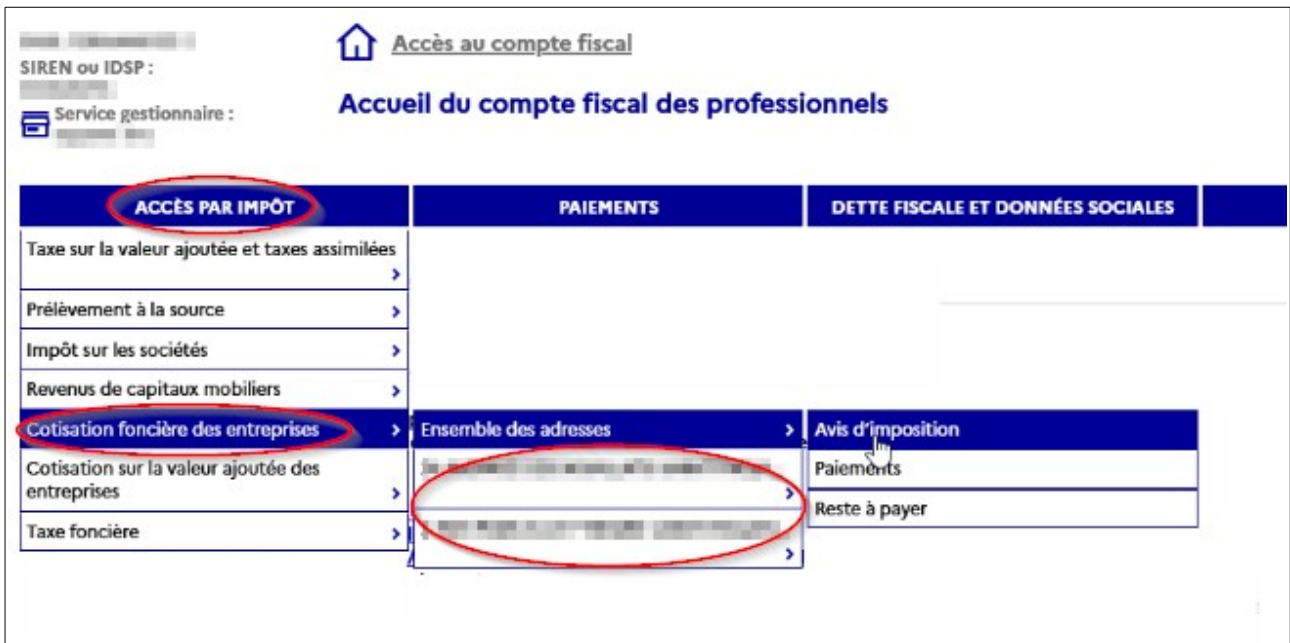 Accès au compte fiscal
SIREN ou IDSP :
Service gestionnaire :
Accueil du compte fiscal des professionnels
ACCÈS PAR IMPÔT
PAIEMENTS
DETTE FISCALE ET DONNÉES SOCIALES
Taxe sur la valeur ajoutée et taxes assimilées
Prélèvement à la source
Impôt sur les sociétés
Revenus de capitaux mobiliers
Cotisation foncière des entreprises
Ensemble des adresses
Avis d'imposition
Cotisation sur la valeur ajoutée des
entreprises
Paiements
Reste à payer
Taxe foncière